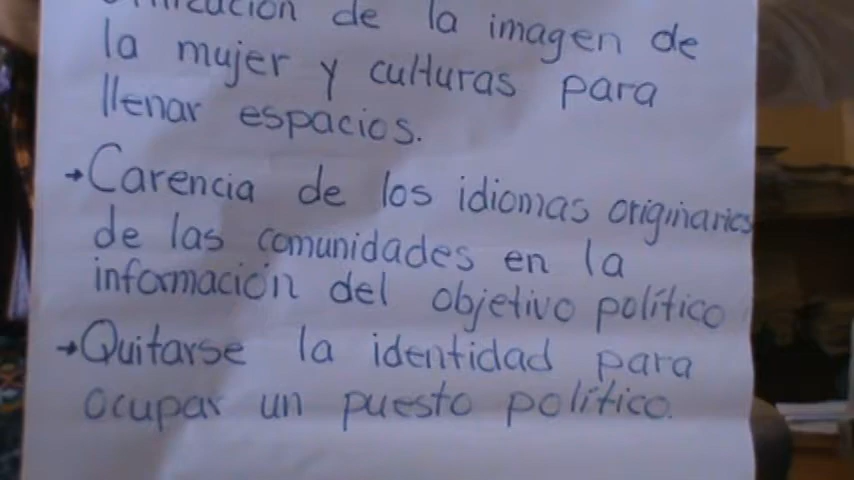 de la imagen de
la mujer y culturas para
llenar espacios.
→Carencia de los idiomas originarios
de las comunidades en la
información del objetivo político
→Quitarse la identidad para
ocupar un puesto político.